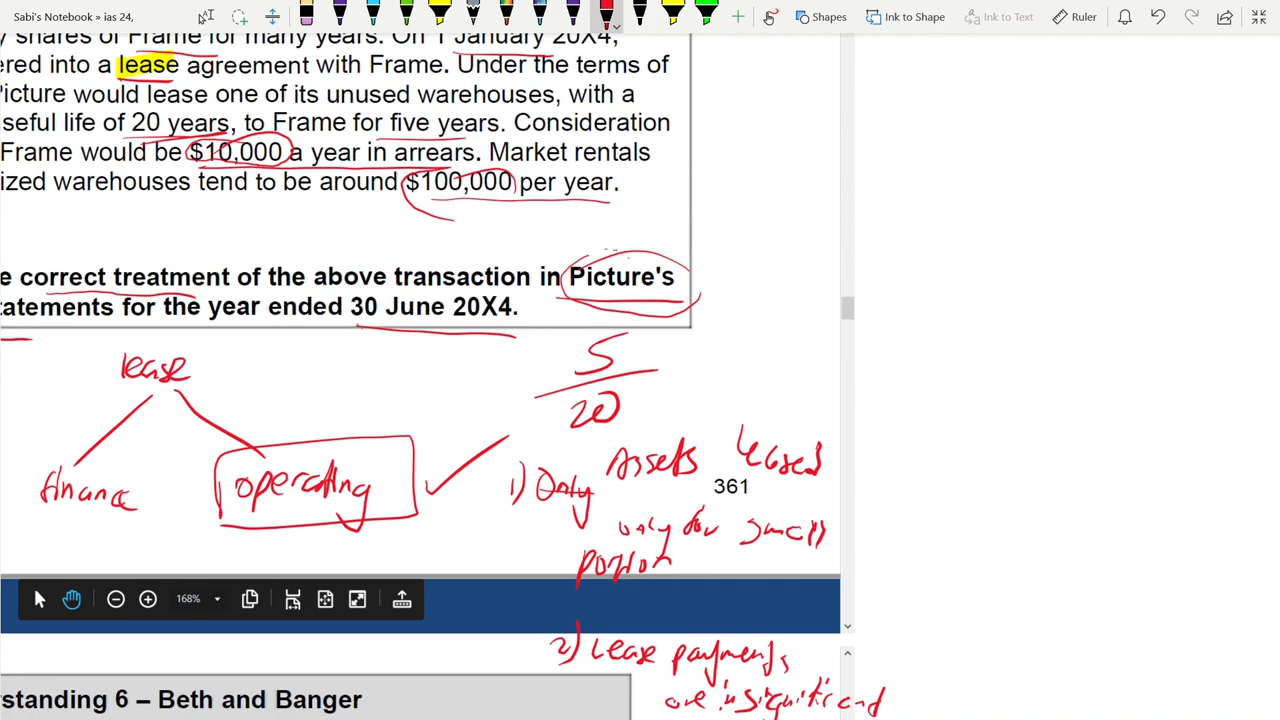 Sabi's Notebook » ias 24,
Shapes
Ink to Shape
Ink to Text
Ruler
y shares of Frame for many years. On 1 January 20X4,
ered into a lease agreement with Frame. Under the terms of
Picture would lease one of its unused warehouses, with a
seful life of 20 years, to Frame for five years. Consideration
Frame would be $10,000 a year in arrears. Market rentals
ized warehouses tend to be around $100,000 per year.
e correct treatment of the above transaction in Picture's
tatements for the year ended 30 June 20X4.
lease
finance
operating
5
20
1) Only Assets leased
361
only for small
portion
168%
2) Lease payments
are insignificand
rstanding 6 – Beth and Banger